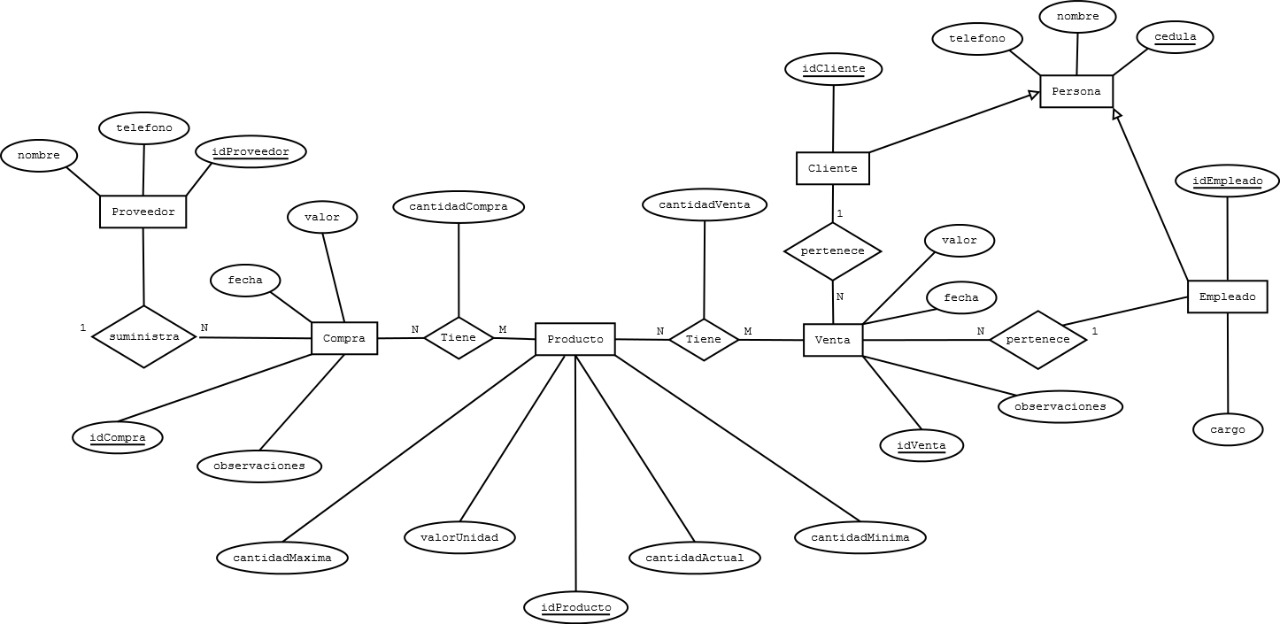 nombre
telefono
cedula
idCliente
Persona
telefono
nombre
idProveedor
Cliente
idEmpleado
cantidadCompra
cantidadVenta
Proveedor
valor
1
pertenece
valor
fecha
N
fecha
Empleado
1
suministra
N
Compra
N
Tiene
M
Producto
N
Tiene
M
Venta
N
pertenece
1
observaciones
idCompra
idVenta
cargo
observaciones
valorUnidad
cantidadMinima
cantidadMaxima
cantidadActual
idProducto